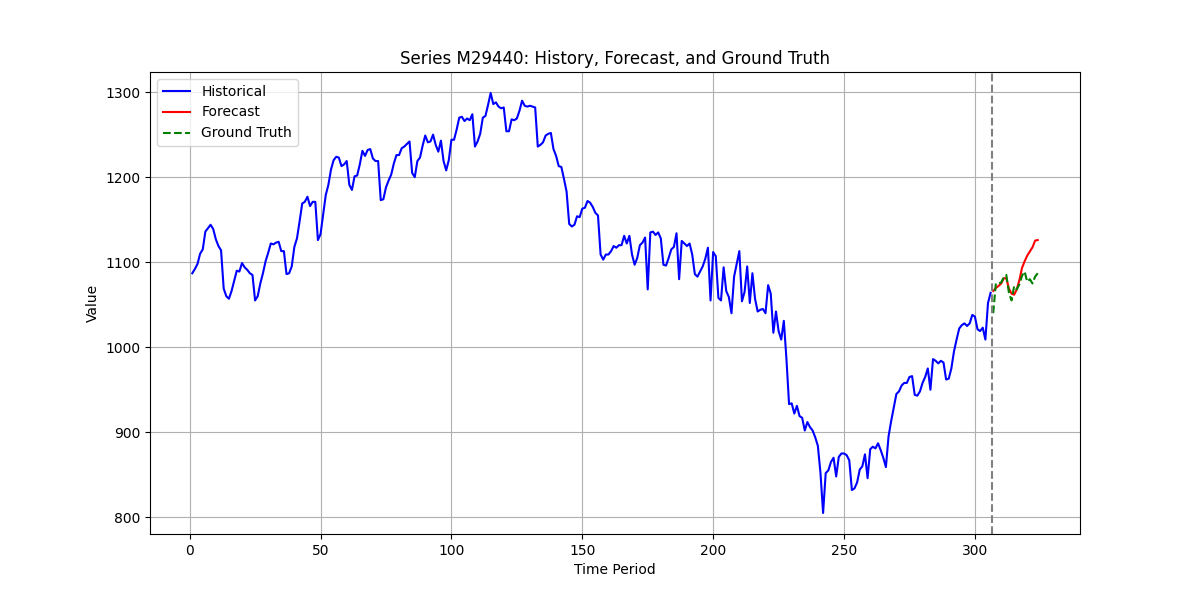 Series M29440: History, Forecast, and Ground Truth
Historical
Forecast
Ground Truth
1300
1200
1100
1000
900
800
Value
0 50 100 150 200 250 300
Time Period